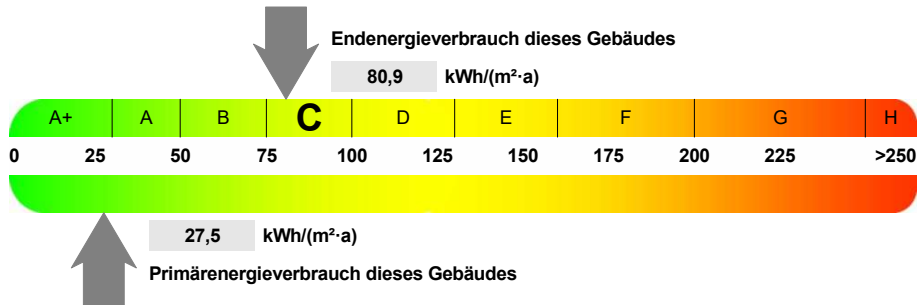 Endenergieverbrauch dieses Gebäudes
80,9 kWh/(m²·a)
A+ A B C D E F G H
0 25 50 75 100 125 150 175 200 225 >250
27,5 kWh/(m²·a)
Primärenergieverbrauch dieses Gebäudes